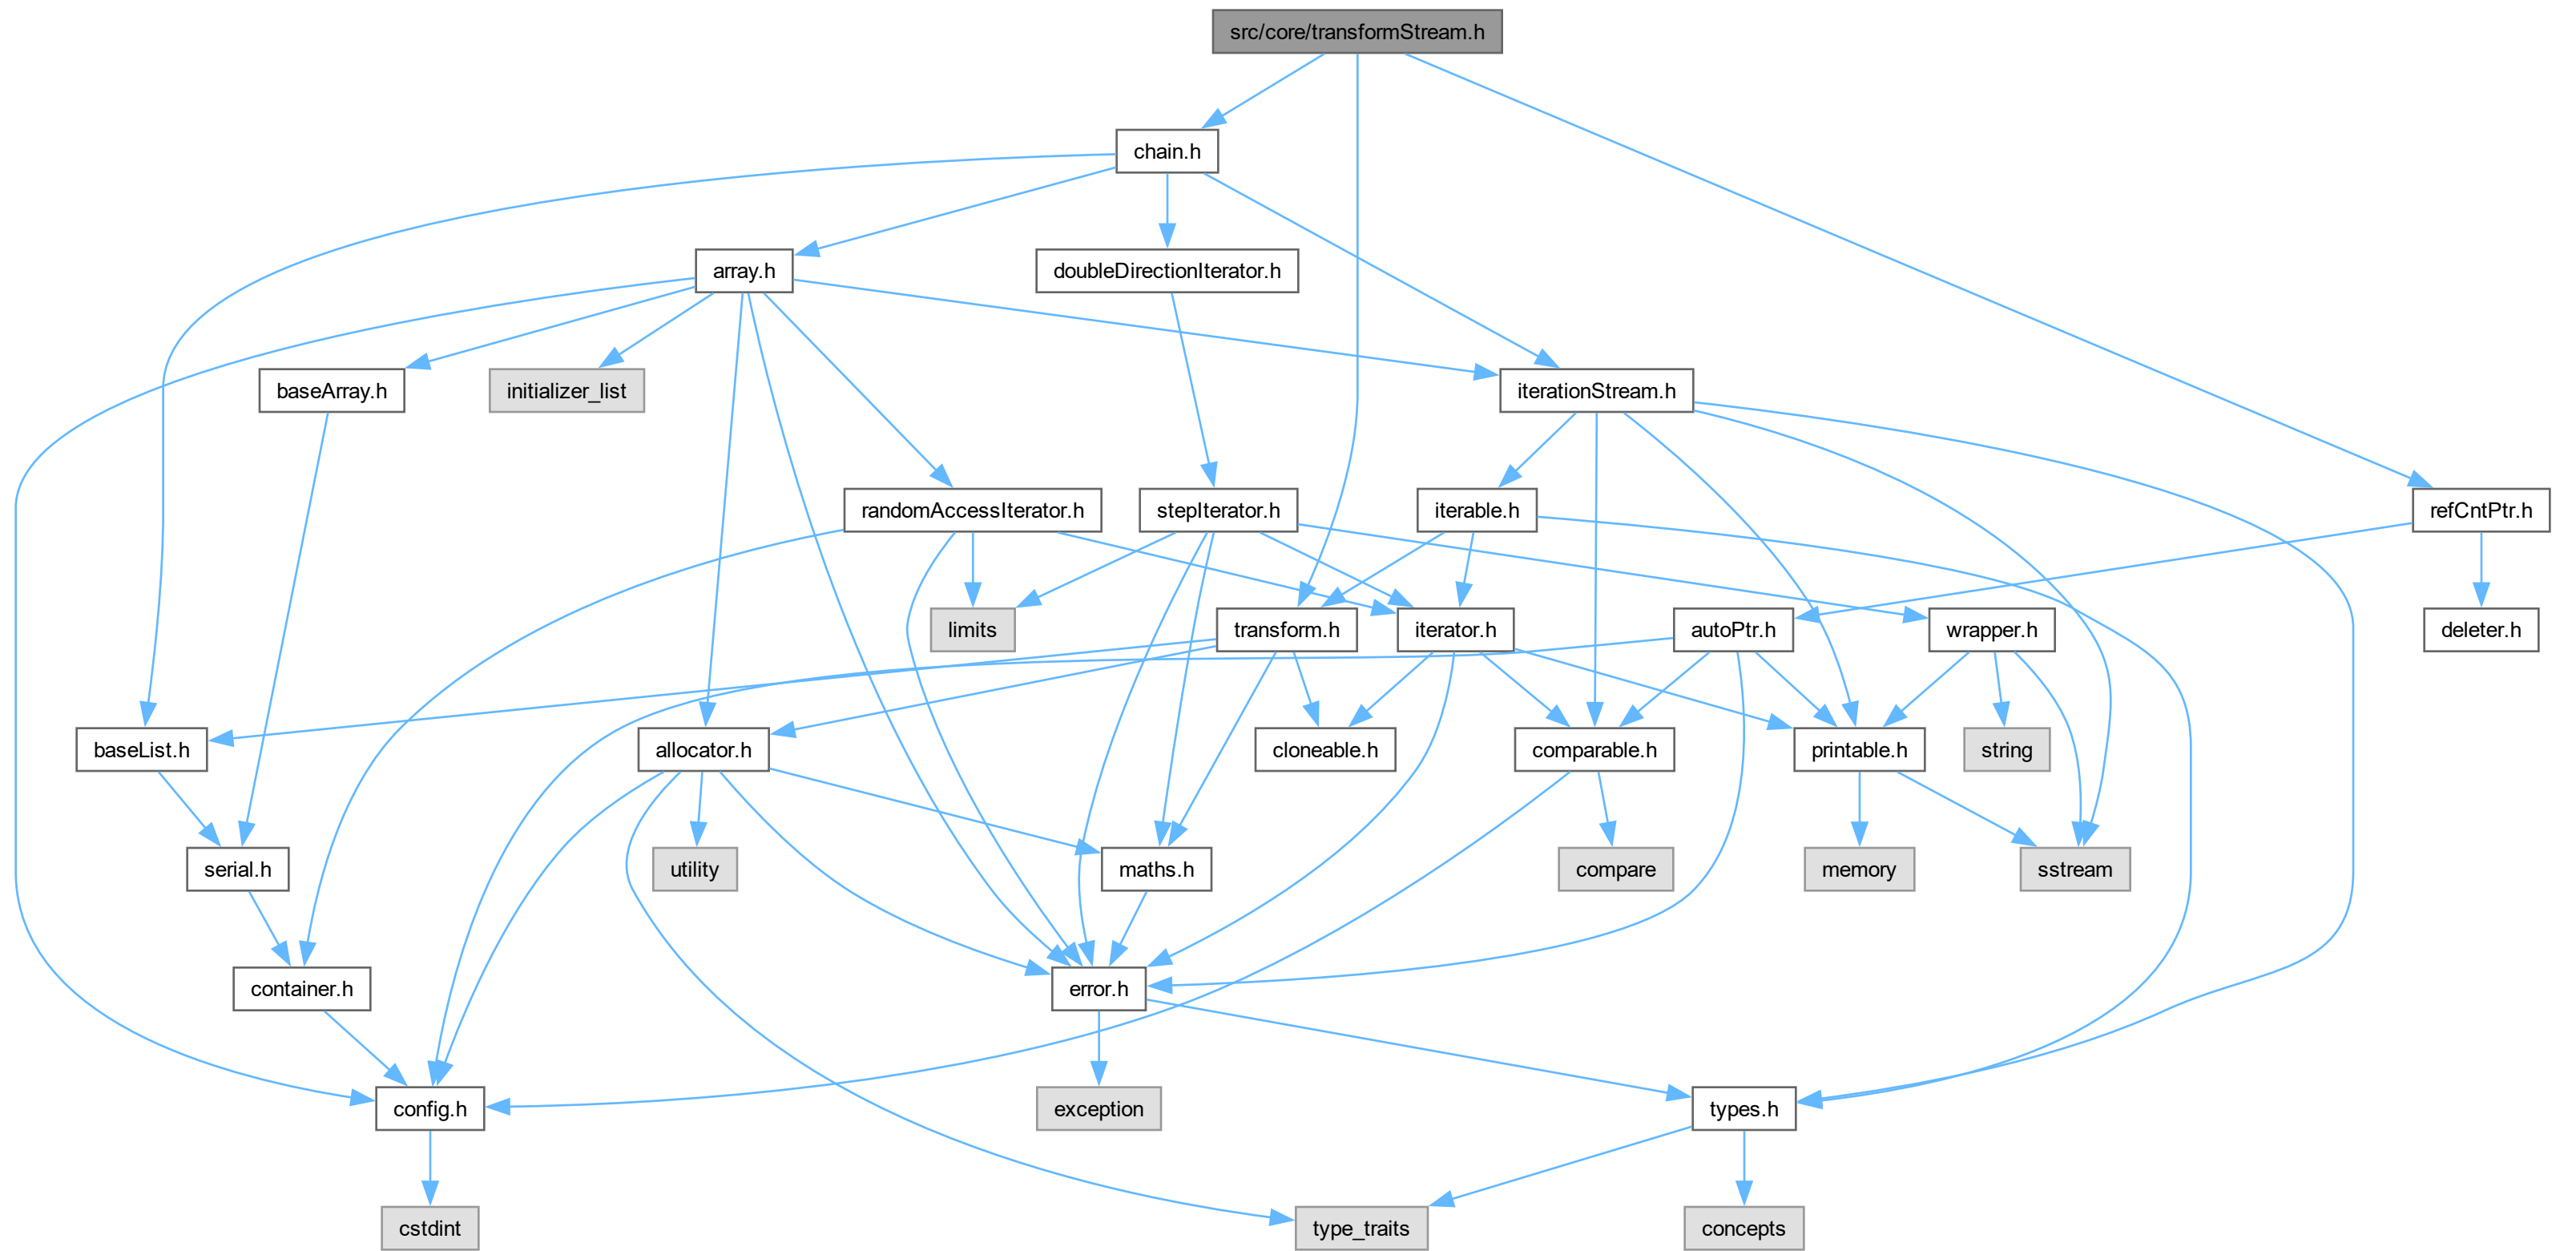 src/core/transformStream.h
chain.h
array.h
doubleDirectionIterator.h
baseArray.h
initializer_list
iterationStream.h
randomAccessIterator.h
stepIterator.h
iterable.h
refCntPtr.h
limits
transform.h
iterator.h
autoPtr.h
wrapper.h
deleter.h
baseList.h
allocator.h
cloneable.h
comparable.h
printable.h
string
serial.h
utility
maths.h
compare
memory
sstream
container.h
error.h
config.h
exception
types.h
cstdint
type_traits
concepts